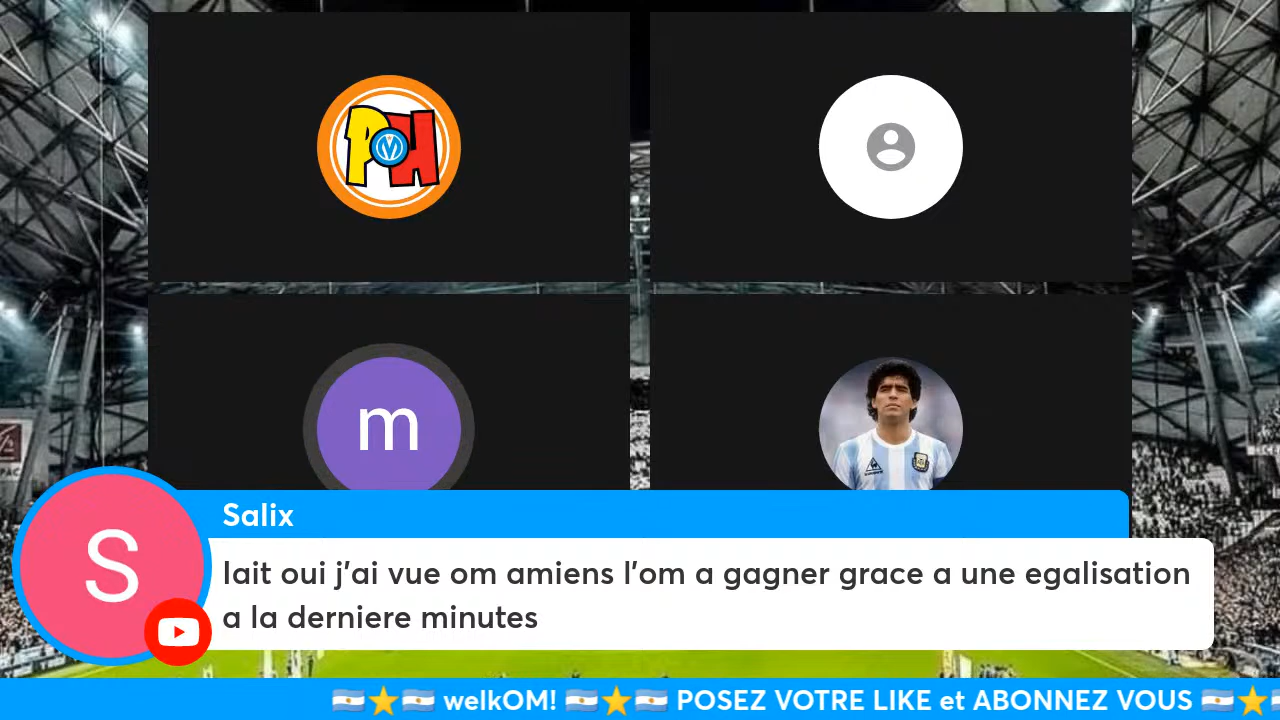 PH
m
Salix
S
lait oui j'ai vue om amiens l'om a gagner grace a une egalisation
a la derniere minutes
welkOM! POSEZ VOTRE LIKE et ABONNEZ VOUS